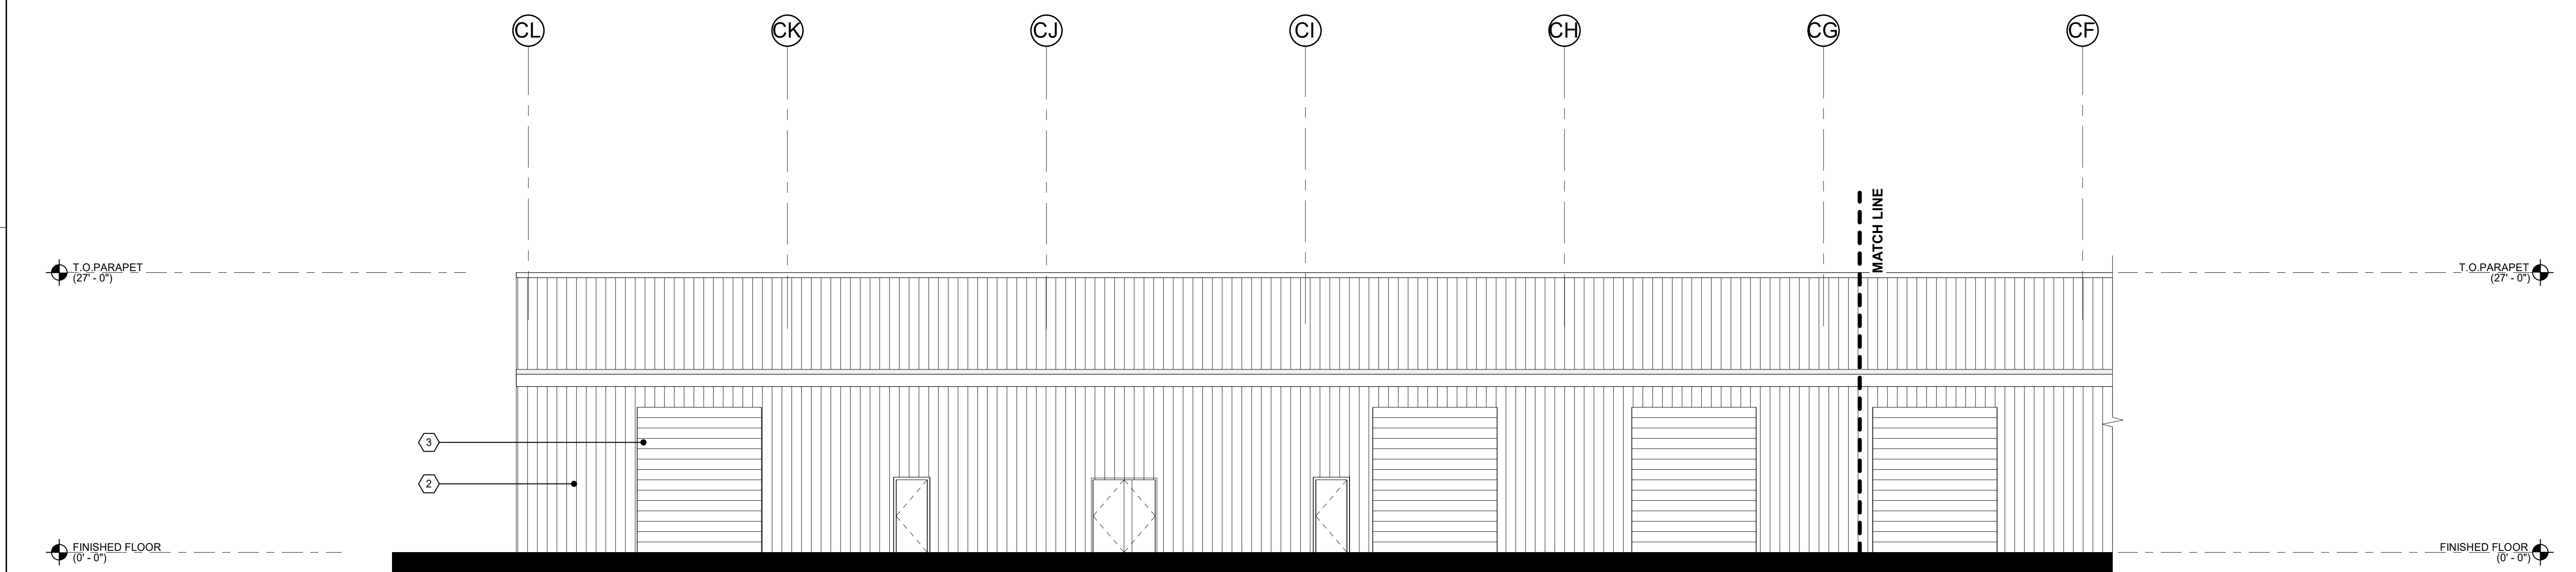 CL
CK
CJ
CI
CH
CG
CF
MATCH LINE
T.O.PARAPET
(27' - 0")
T.O.PARAPET
(27' - 0")
3
2
FINISHED FLOOR
(0' - 0")
FINISHED FLOOR
(0' - 0")